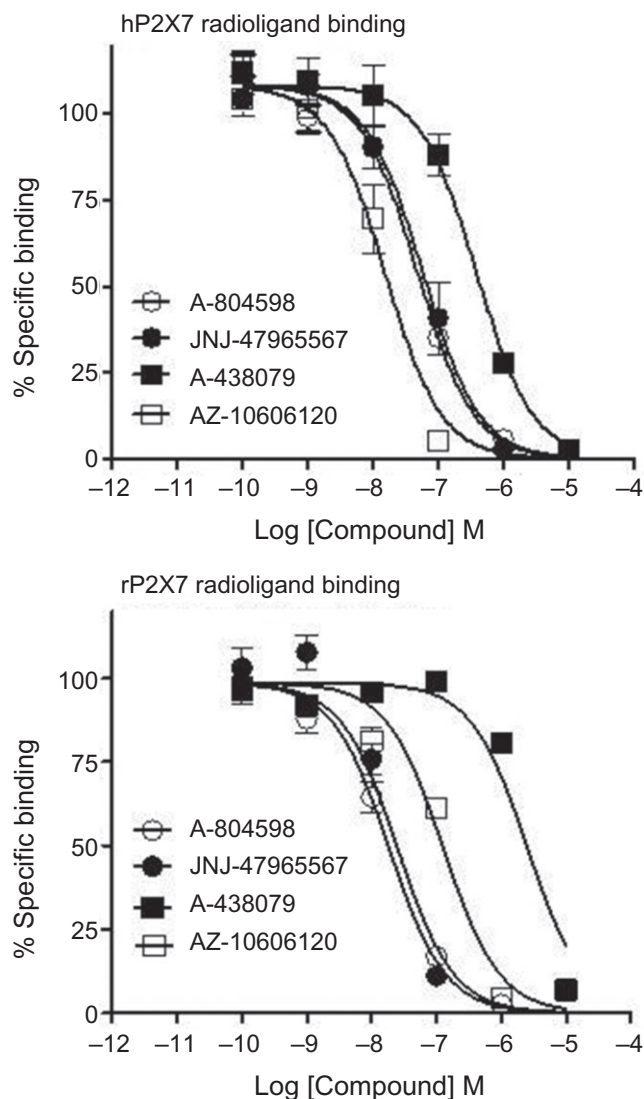 hP2X7 radioligand binding
100
75
50
25
0
% Specific binding
A-804598
JNJ-47965567
A-438079
AZ-10606120
–12 –11 –10 –9 –8 –7 –6 –5 –4
Log [Compound] M
rP2X7 radioligand binding
100
75
50
25
0
% Specific binding
A-804598
JNJ-47965567
A-438079
AZ-10606120
–12 –11 –10 –9 –8 –7 –6 –5 –4
Log [Compound] M